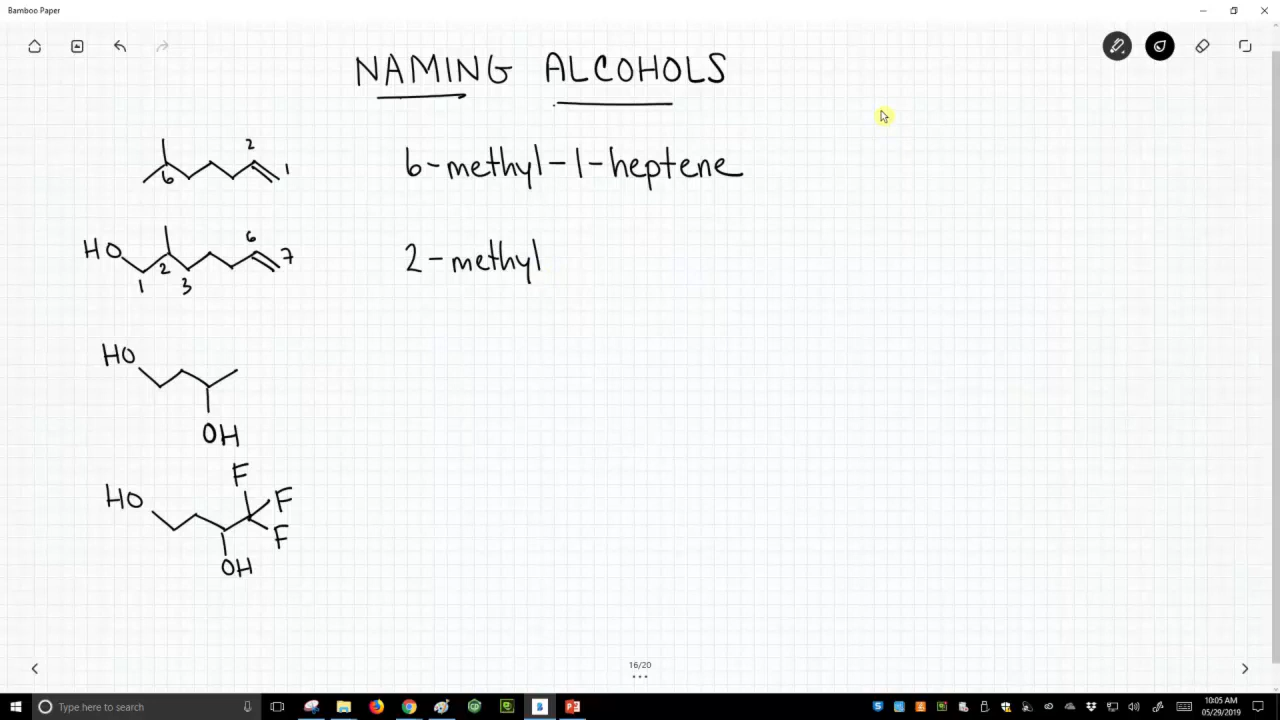 Bamboo Paper
NAMING ALCOHOLS
2
6
1
6-methyl-1-heptene
HO
6
7
2
1
3
2-methyl
HO
OH
F
HO
F
F
OH
16/20
Type here to search
10:05 AM
05/29/2019